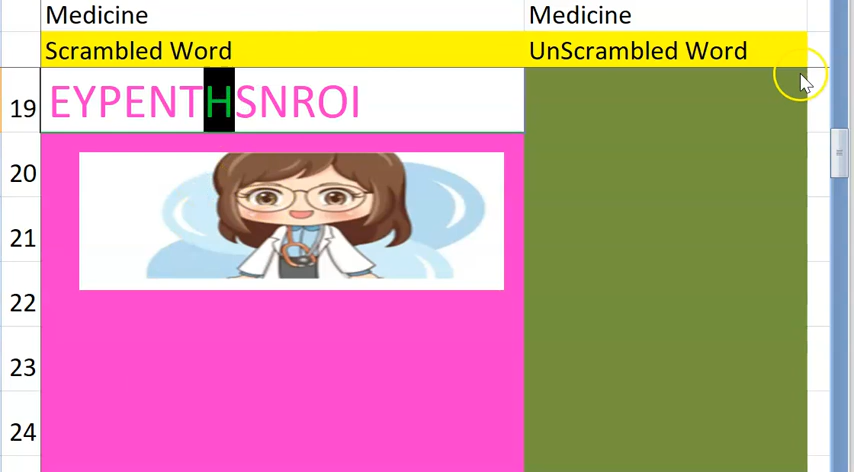 Medicine Medicine
Scrambled Word UnScrambled Word
19 EYPENTHSNROI
20
21
22
23
24